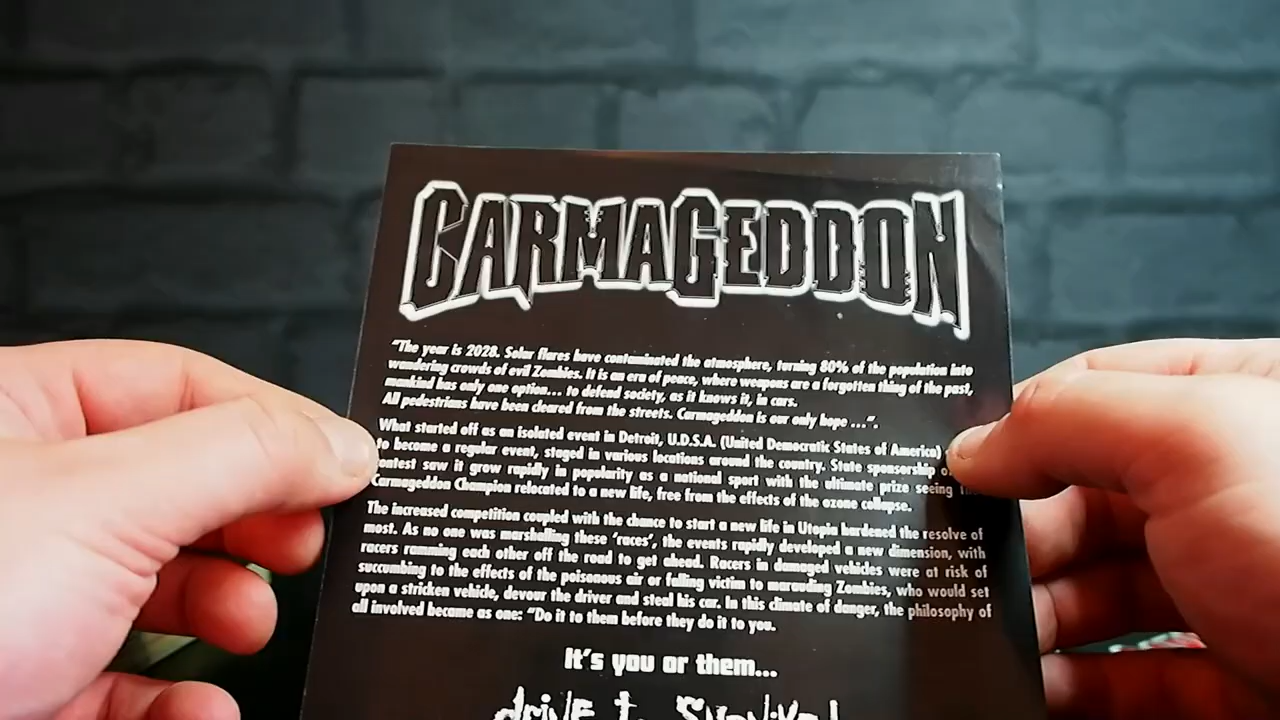 CARMAGEDDON
"The year is 2028. Solar flares have contaminated the atmosphere, turning 80% of the population into
wandering crowds of evil Zombies. It is an era of peace, where weapons are a forgotten thing of the past,
mankind has only one option... to defend society, as it knows it, in cars.
All pedestrians have been cleared from the streets. Carmageddon is our only hope ...".
What started off as an isolated event in Detroit, U.D.S.A. (United Democratic States of America)
to become a regular event, staged in various locations around the country. State sponsorship
contest saw it grow rapidly in popularity as a national sport with the ultimate prize seeing
Carmageddon Champion relocated to a new life, free from the effects of the ozone collapse.
The increased competition coupled with the chance to start a new life in Utopia hardened the resolve of
most. As no one was marshalling these 'races', the events rapidly developed a new dimension, with
racers ramming each other off the road to get ahead. Racers in damaged vehicles were at risk of
succumbing to the effects of the poisonous air or falling victim to marauding Zombies, who would set
upon a stricken vehicle, devour the driver and steal his car. In this climate of danger, the philosophy of
all involved became as one: "Do it to them before they do it to you.
It's you or them...
drive to survive!